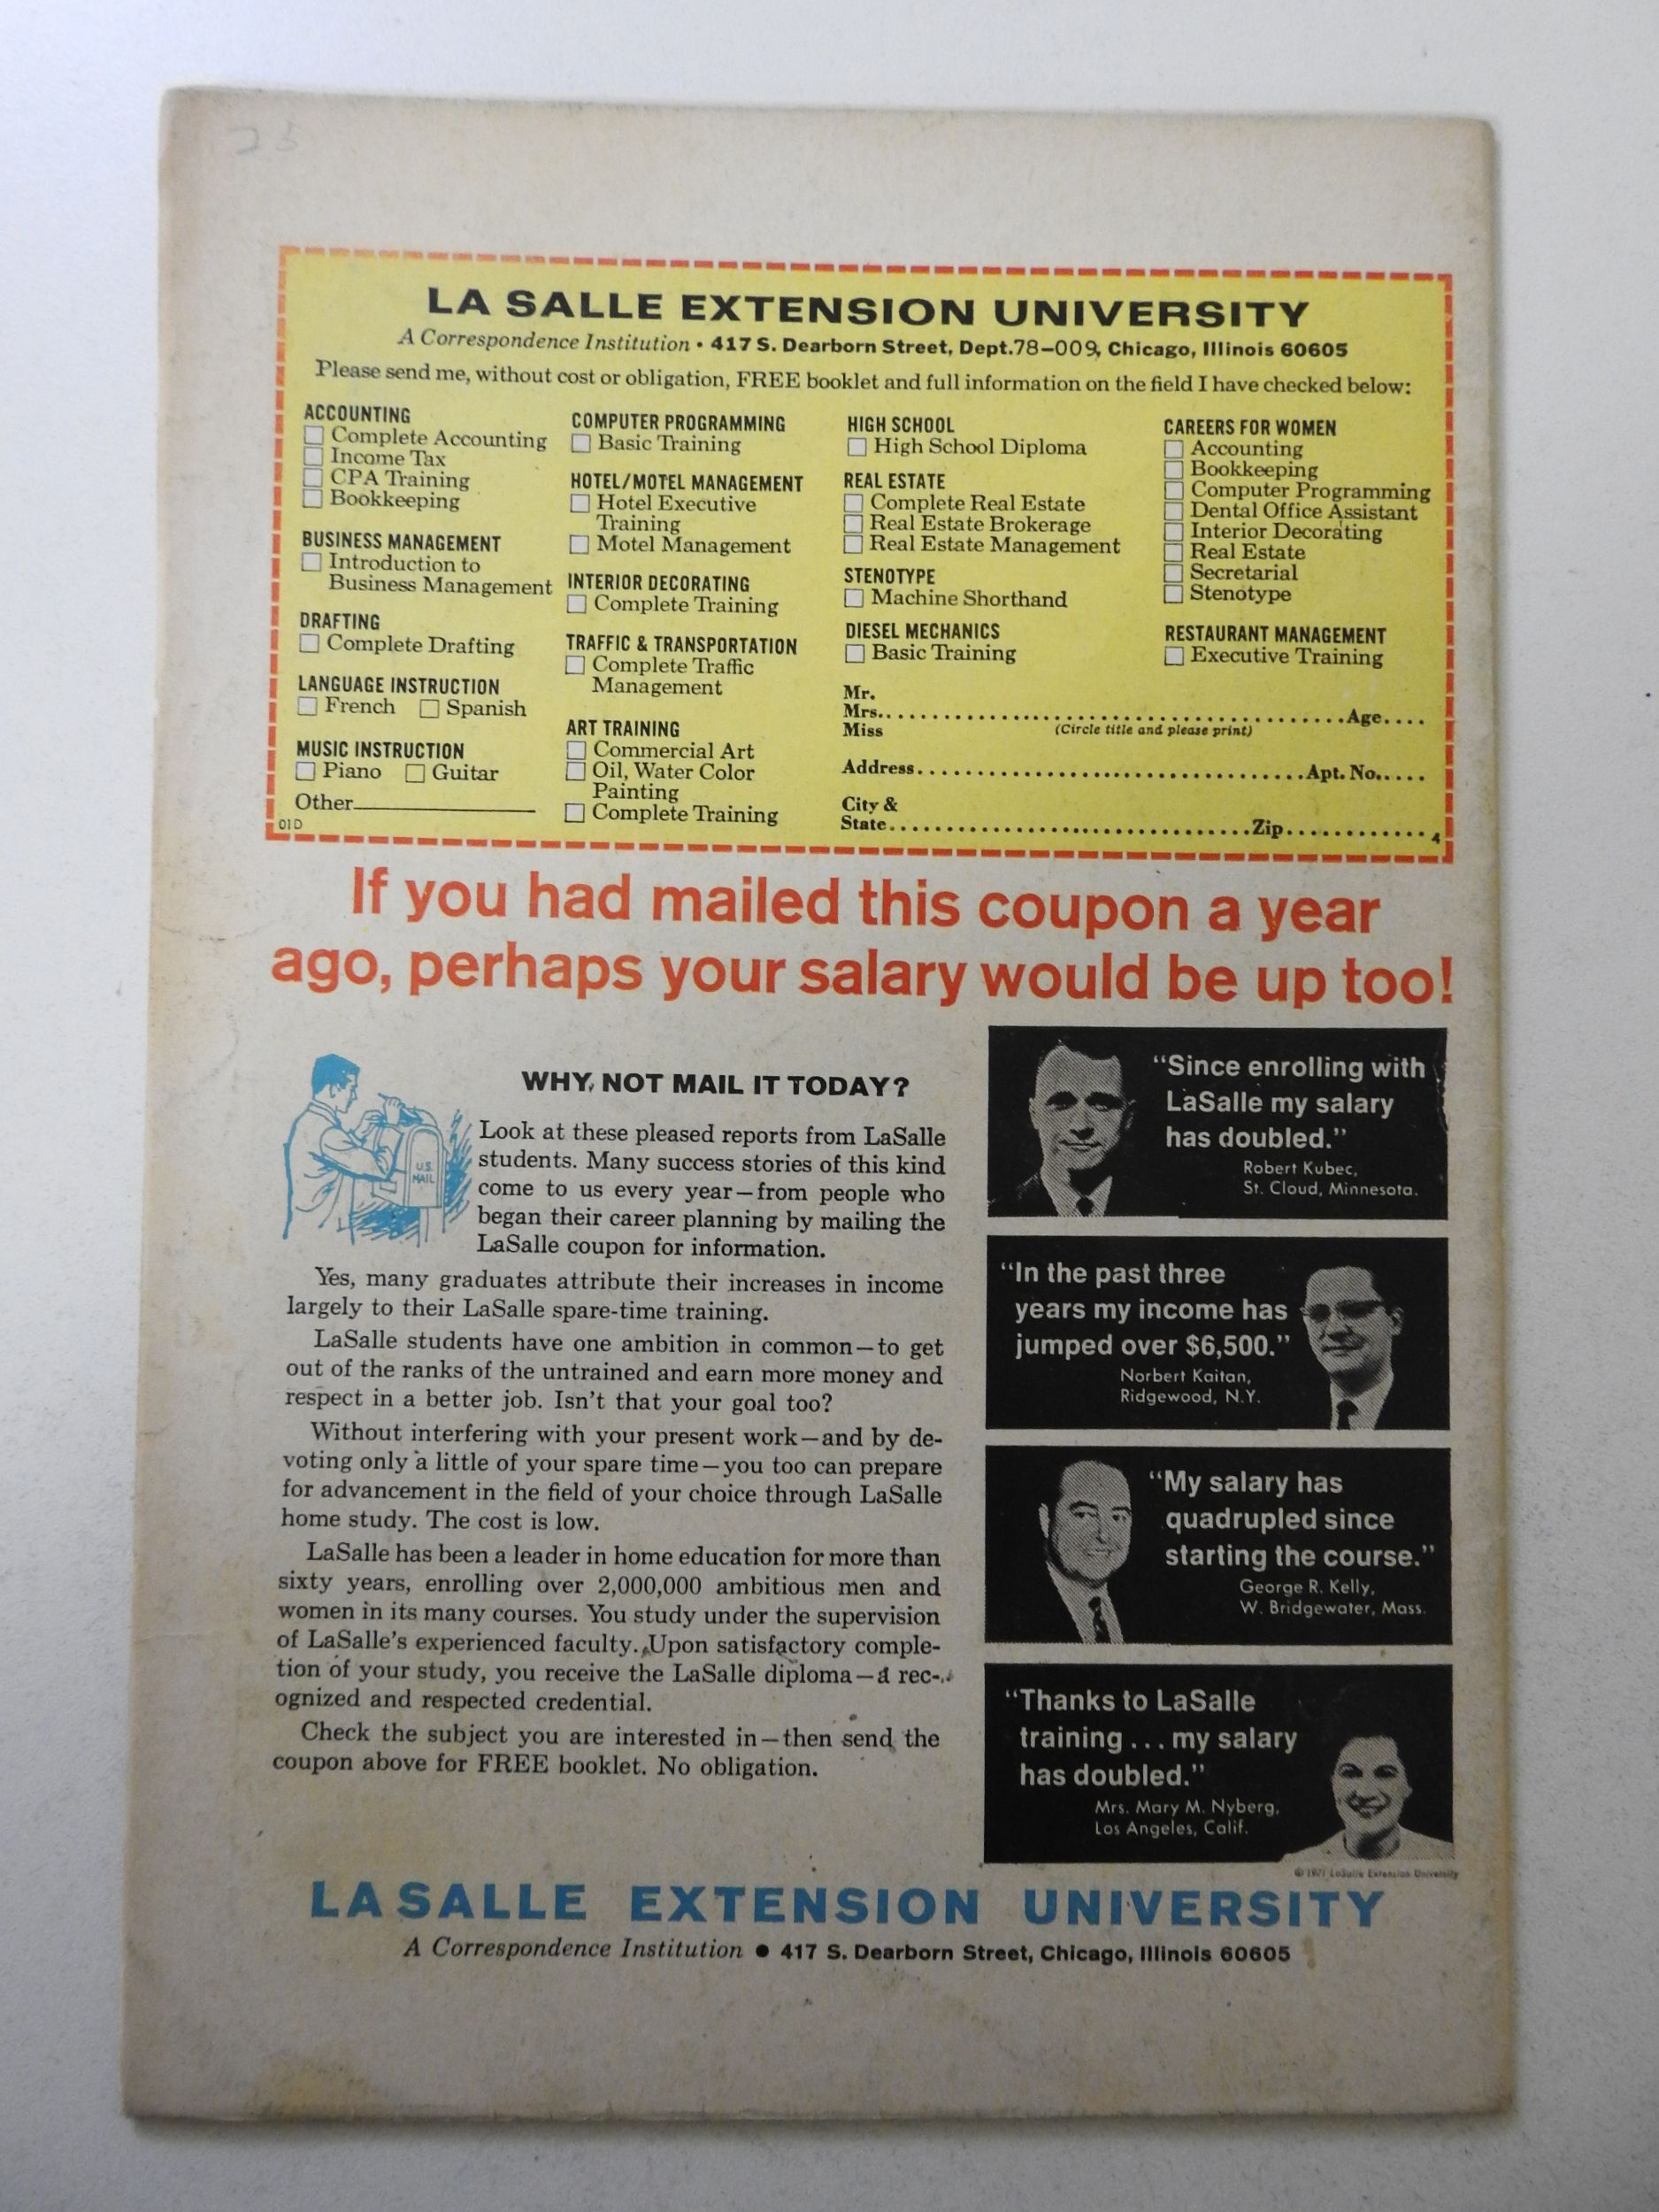 25
LA SALLE EXTENSION UNIVERSITY
A Correspondence Institution • 417 S. Dearborn Street, Dept.78-009, Chicago, Illinois 60605
Please send me, without cost or obligation, FREE booklet and full information on the field I have checked below:
ACCOUNTING
Complete Accounting
Income Tax
CPA Training
Bookkeeping
BUSINESS MANAGEMENT
Introduction to
Business Management
DRAFTING
Complete Drafting
LANGUAGE INSTRUCTION
French Spanish
MUSIC INSTRUCTION
Piano Guitar
Other
01D
COMPUTER PROGRAMMING
Basic Training
HOTEL/MOTEL MANAGEMENT
Hotel Executive
Training
Motel Management
INTERIOR DECORATING
Complete Training
TRAFFIC & TRANSPORTATION
Complete Traffic
Management
ART TRAINING
Commercial Art
Oil, Water Color
Painting
Complete Training
HIGH SCHOOL
High School Diploma
REAL ESTATE
Complete Real Estate
Real Estate Brokerage
Real Estate Management
STENOTYPE
Machine Shorthand
DIESEL MECHANICS
Basic Training
CAREERS FOR WOMEN
Accounting
Bookkeeping
Computer Programming
Dental Office Assistant
Interior Decorating
Real Estate
Secretarial
Stenotype
RESTAURANT MANAGEMENT
Executive Training
Mr.
Mrs. Age
Miss (Circle title and please print)
Address Apt. No.
City &
State Zip
4
If you had mailed this coupon a year
ago, perhaps your salary would be up too!
U.S.
MAIL
WHY NOT MAIL IT TODAY?
Look at these pleased reports from LaSalle
students. Many success stories of this kind
come to us every year—from people who
began their career planning by mailing the
LaSalle coupon for information.
Yes, many graduates attribute their increases in income
largely to their LaSalle spare-time training.
LaSalle students have one ambition in common—to get
out of the ranks of the untrained and earn more money and
respect in a better job. Isn't that your goal too?
Without interfering with your present work—and by de-
voting only a little of your spare time—you too can prepare
for advancement in the field of your choice through LaSalle
home study. The cost is low.
LaSalle has been a leader in home education for more than
sixty years, enrolling over 2,000,000 ambitious men and
women in its many courses. You study under the supervision
of LaSalle's experienced faculty. Upon satisfactory comple-
tion of your study, you receive the LaSalle diploma—a rec-
ognized and respected credential.
Check the subject you are interested in—then send the
coupon above for FREE booklet. No obligation.
"Since enrolling with
LaSalle my salary
has doubled."
Robert Kubec,
St. Cloud, Minnesota.
"In the past three
years my income has
jumped over $6,500."
Norbert Kaitan,
Ridgewood, N.Y.
"My salary has
quadrupled since
starting the course."
George R. Kelly,
W. Bridgewater, Mass.
"Thanks to LaSalle
training . . . my salary
has doubled."
Mrs. Mary M. Nyberg,
Los Angeles, Calif.
© 1971 LaSalle Extension University
LA SALLE EXTENSION UNIVERSITY
A Correspondence Institution • 417 S. Dearborn Street, Chicago, Illinois 60605